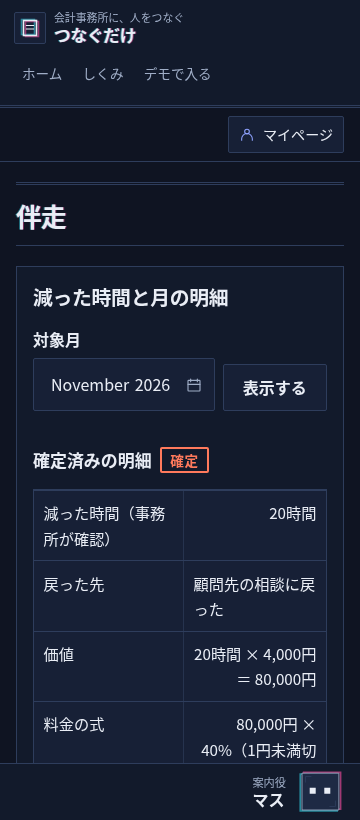 会計事務所に、人をつなぐ
つなぐだけ
ホーム しくみ デモで入る
マイページ
伴走
減った時間と月の明細
対象月
November 2026 表示する
確定済みの明細 確定
減った時間（事務 20時間
所が確認）
戻った先 顧問先の相談に戻
った
価値 20時間 × 4,000円
＝ 80,000円
料金の式 80,000円 ×
40%（1円未満切
案内役
マス